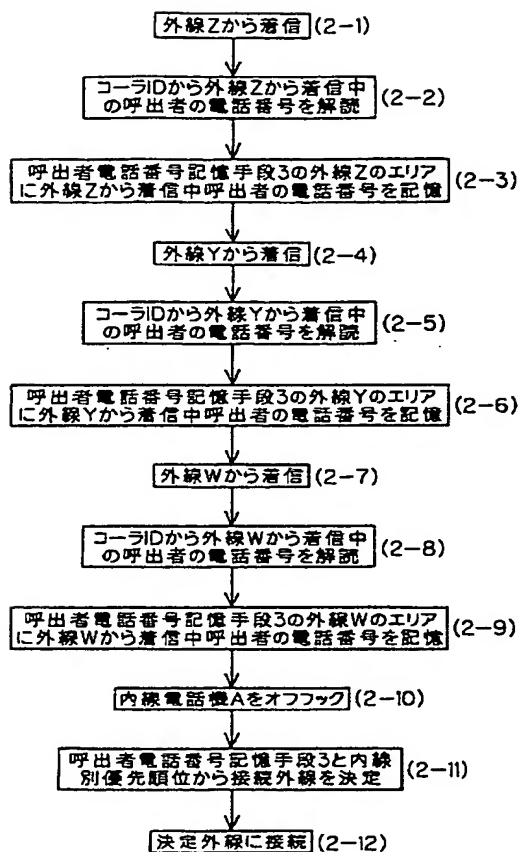 外線Zから着信 (2-1)
コーラIDから外線Zから着信中
の呼出者の電話番号を解読 (2-2)
呼出者電話番号記憶手段3の外線Zのエリア
に外線Zから着信中呼出者の電話番号を記憶 (2-3)
外線Yから着信 (2-4)
コーラIDから外線Yから着信中
の呼出者の電話番号を解読 (2-5)
呼出者電話番号記憶手段3の外線Yのエリア
に外線Yから着信中呼出者の電話番号を記憶 (2-6)
外線Wから着信 (2-7)
コーラIDから外線Wから着信中
の呼出者の電話番号を解読 (2-8)
呼出者電話番号記憶手段3の外線Wのエリア
に外線Wから着信中呼出者の電話番号を記憶 (2-9)
内線電話機Aをオフフック (2-10)
呼出者電話番号記憶手段3と内線
別優先順位から接続外線を決定 (2-11)
決定外線に接続 (2-12)